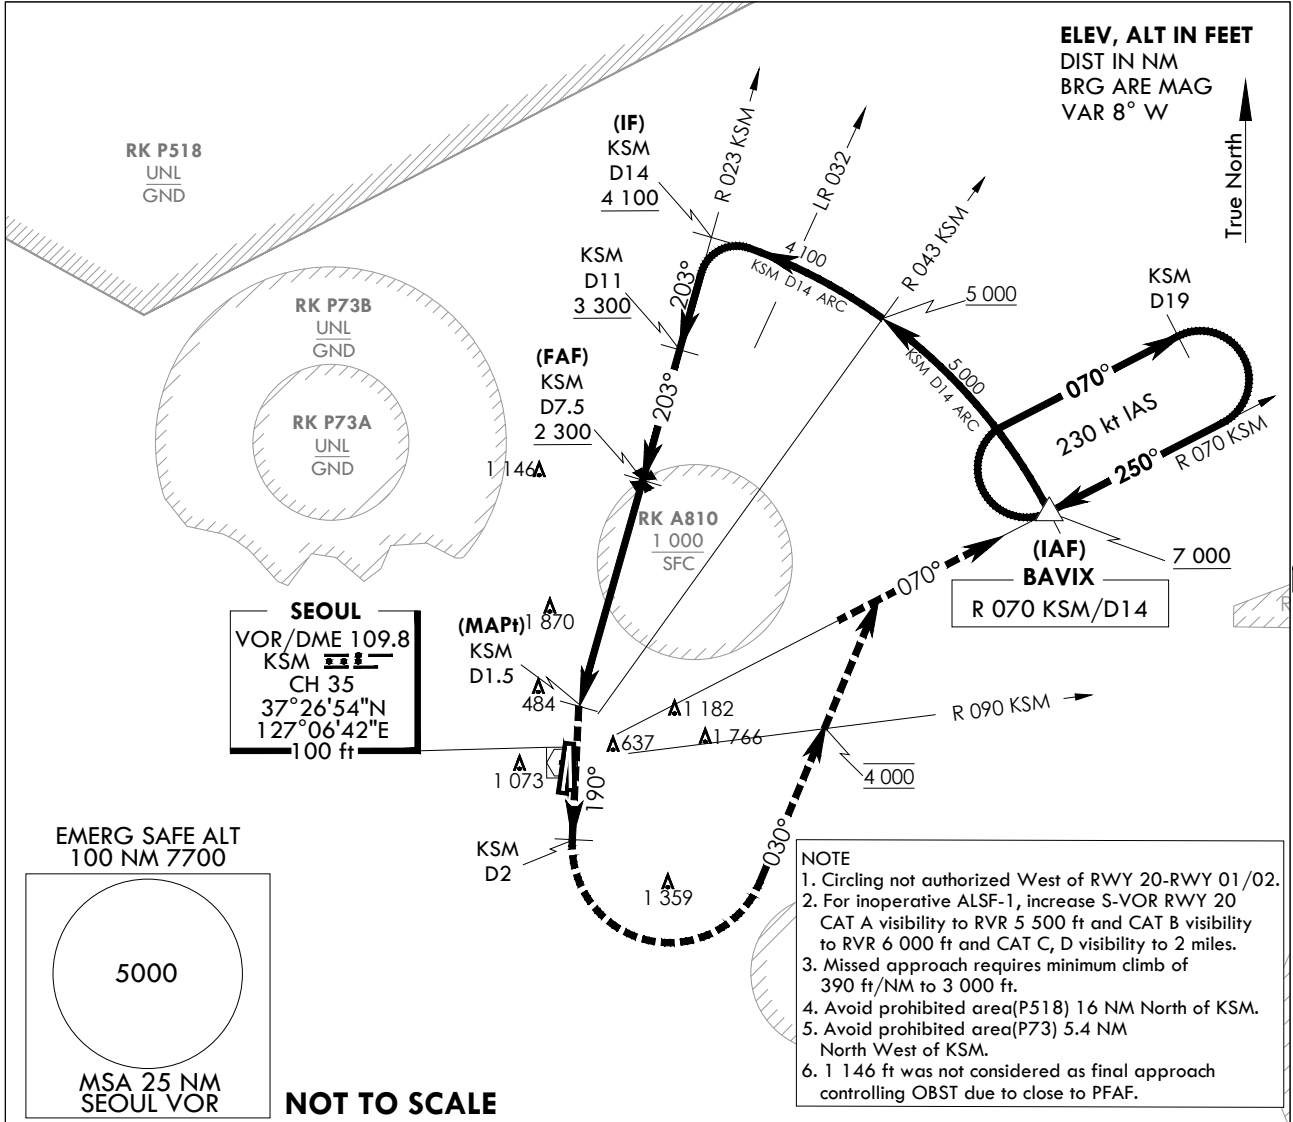 ELEV, ALT IN FEET
DIST IN NM
BRG ARE MAG
VAR 8° W
True North
RK P518
UNL
GND
(IF)
KSM
D14
4 100
R 023 KSM
LR 032
R 043 KSM
4 100
KSM D14 ARC
5 000
KSM
D11
3 300
203°
KSM
D19
RK P73B
UNL
GND
(FAF)
KSM
D7.5
2 300
203°
5 000
KSM D14 ARC
070°
230 kt IAS
250°
R 070 KSM
RK P73A
UNL
GND
1 146
RK A810
1 000
SFC
(IAF)
BAVIX
R 070 KSM/D14
7 000
070°
R
SEOUL
VOR/DME 109.8
KSM
CH 35
37°26'54"N
127°06'42"E
100 ft
1 870
(MAPt)
KSM
D1.5
484
1 182
637
1 766
R 090 KSM
4 000
1 073
190°
KSM
D2
030°
1 359
EMERG SAFE ALT
100 NM 7700
5000
MSA 25 NM
SEOUL VOR
NOT TO SCALE
NOTE
1. Circling not authorized West of RWY 20-RWY 01/02.
2. For inoperative ALSF-1, increase S-VOR RWY 20
CAT A visibility to RVR 5 500 ft and CAT B visibility
to RVR 6 000 ft and CAT C, D visibility to 2 miles.
3. Missed approach requires minimum climb of
390 ft/NM to 3 000 ft.
4. Avoid prohibited area(P518) 16 NM North of KSM.
5. Avoid prohibited area(P73) 5.4 NM
North West of KSM.
6. 1 146 ft was not considered as final approach
controlling OBST due to close to PFAF.